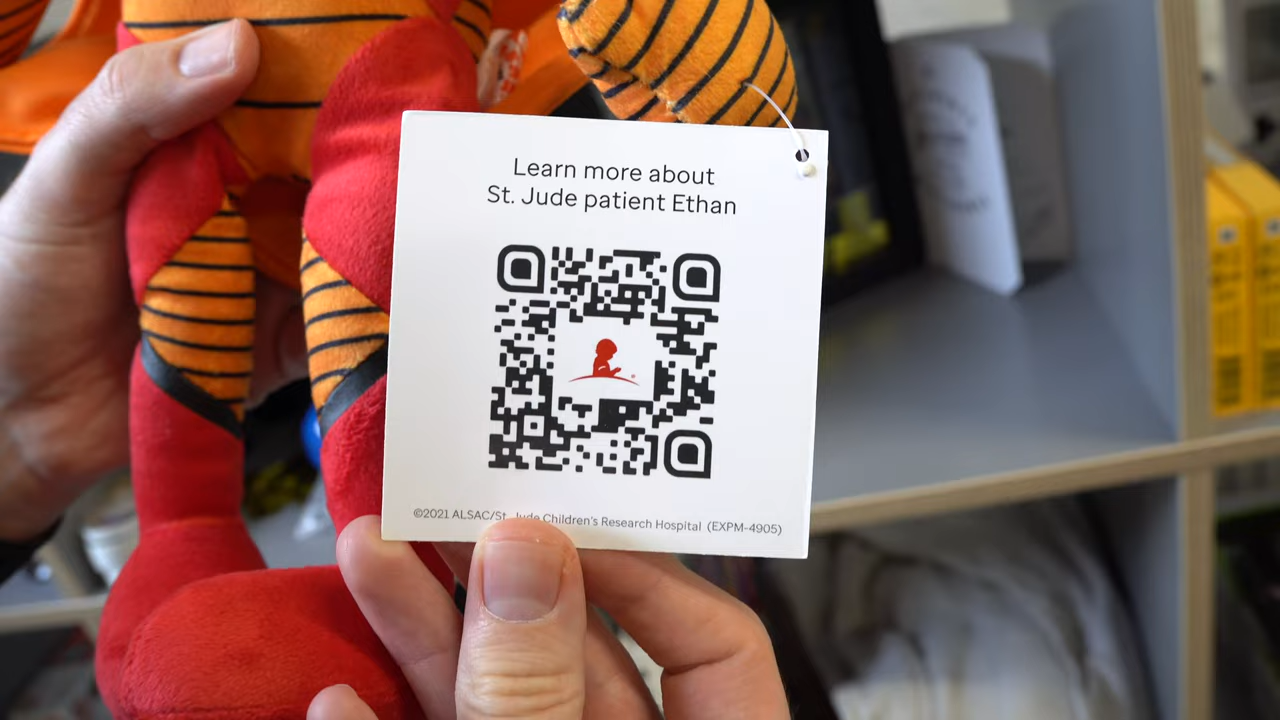 Learn more about
St. Jude patient Ethan
©2021 ALSAC/St. Jude Children's Research Hospital (EXPM-4905)